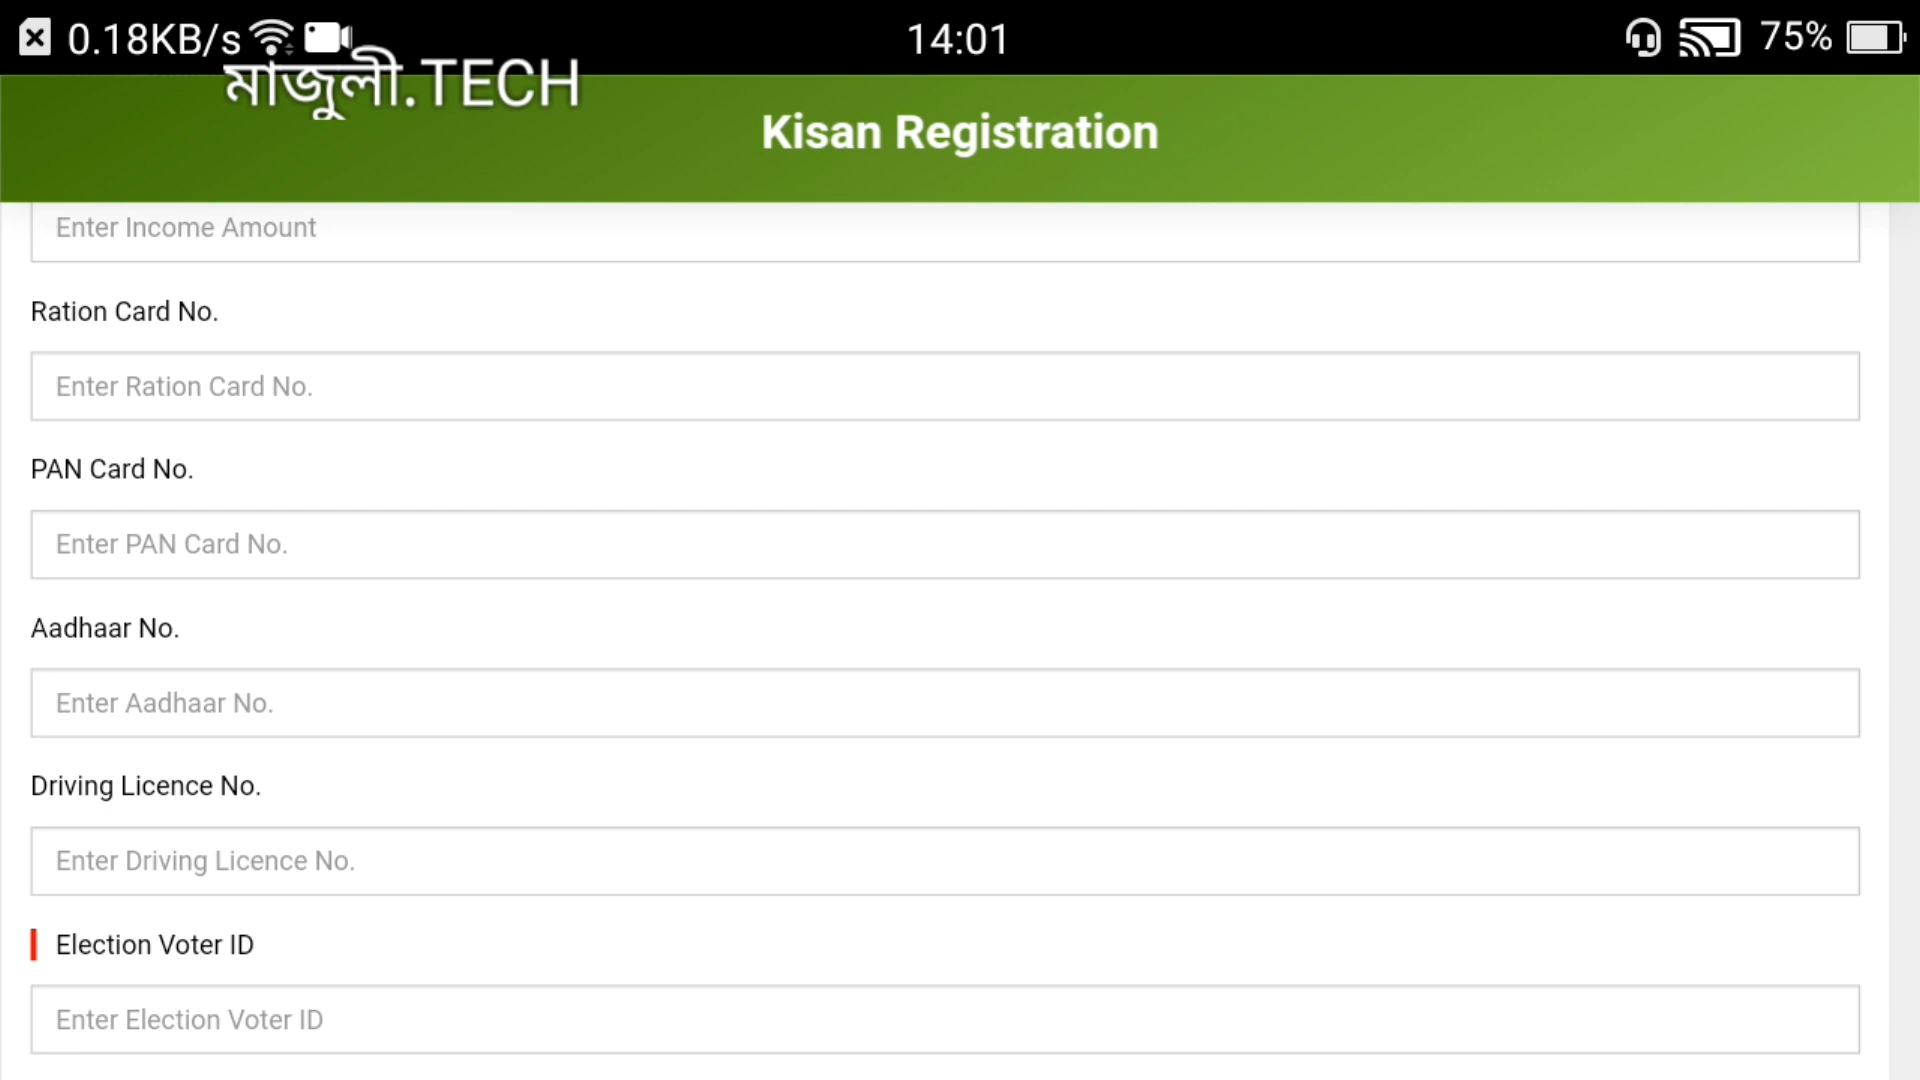 0.18KB/s 14:01 75%
মাজুলী.TECH
Kisan Registration
Enter Income Amount
Ration Card No.
Enter Ration Card No.
PAN Card No.
Enter PAN Card No.
Aadhaar No.
Enter Aadhaar No.
Driving Licence No.
Enter Driving Licence No.
Election Voter ID
Enter Election Voter ID